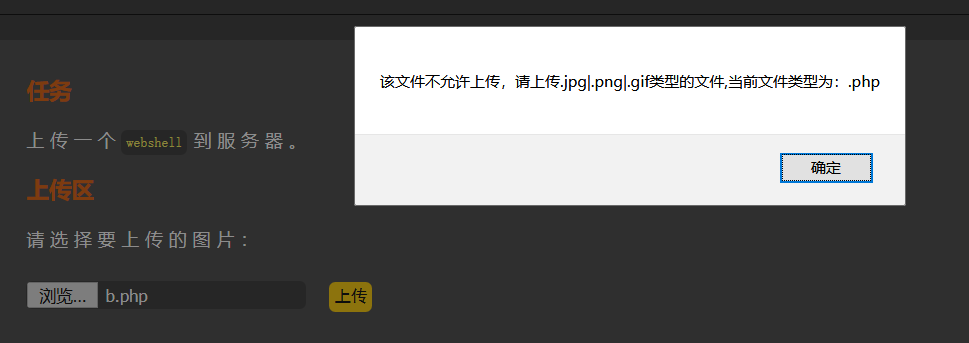 该文件不允许上传，请上传.jpg|.png|.gif类型的文件,当前文件类型为：.php
确定
任务
上传一个 webshell 到服务器。
上传区
请选择要上传的图片：
浏览... b.php 上传